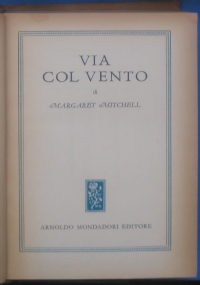 VIA
COL VENTO
di
MARGARET MITCHELL
ARNOLDO MONDADORI EDITORE